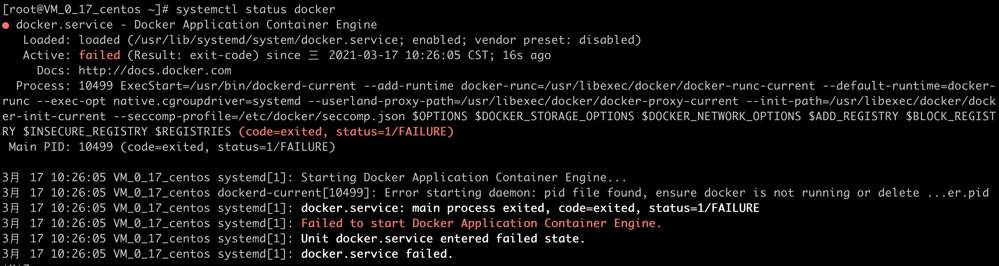 [root@VM_0_17_centos ~]# systemctl status docker
● docker.service - Docker Application Container Engine
   Loaded: loaded (/usr/lib/systemd/system/docker.service; enabled; vendor preset: disabled)
   Active: failed (Result: exit-code) since 三 2021-03-17 10:26:05 CST; 16s ago
     Docs: http://docs.docker.com
  Process: 10499 ExecStart=/usr/bin/dockerd-current --add-runtime docker-runc=/usr/libexec/docker/docker-runc-current --default-runtime=docker-
runc --exec-opt native.cgroupdriver=systemd --userland-proxy-path=/usr/libexec/docker/docker-proxy-current --init-path=/usr/libexec/docker/dock
er-init-current --seccomp-profile=/etc/docker/seccomp.json $OPTIONS $DOCKER_STORAGE_OPTIONS $DOCKER_NETWORK_OPTIONS $ADD_REGISTRY $BLOCK_REGIST
RY $INSECURE_REGISTRY $REGISTRIES (code=exited, status=1/FAILURE)
 Main PID: 10499 (code=exited, status=1/FAILURE)

3月 17 10:26:05 VM_0_17_centos systemd[1]: Starting Docker Application Container Engine...
3月 17 10:26:05 VM_0_17_centos dockerd-current[10499]: Error starting daemon: pid file found, ensure docker is not running or delete ...er.pid
3月 17 10:26:05 VM_0_17_centos systemd[1]: docker.service: main process exited, code=exited, status=1/FAILURE
3月 17 10:26:05 VM_0_17_centos systemd[1]: Failed to start Docker Application Container Engine.
3月 17 10:26:05 VM_0_17_centos systemd[1]: Unit docker.service entered failed state.
3月 17 10:26:05 VM_0_17_centos systemd[1]: docker.service failed.